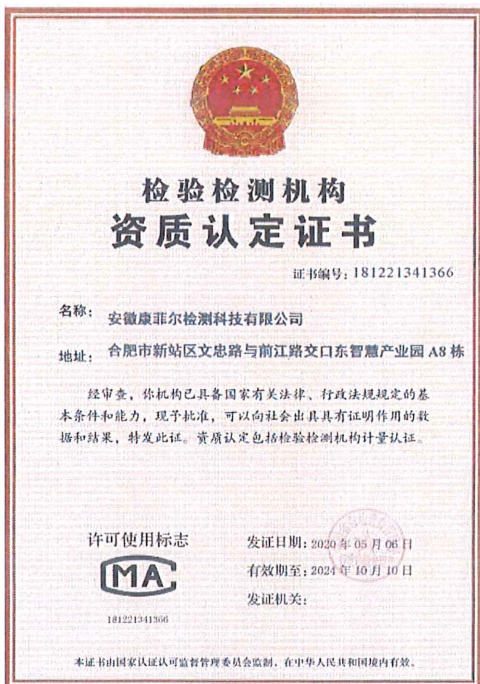 检验检测机构
资质认定证书
证书编号：181221341366
名称：安徽康菲尔检测科技有限公司
地址：合肥市新站区文忠路与前江路交口东智慧产业园 A8 栋
经审查，你机构已具备国家有关法律、行政法规规定的基
本条件和能力，现予批准，可以向社会出具具有证明作用的数
据和结果，特发此证。资质认定包括检验检测机构计量认证。
许可使用标志
MA
181221341366
发证日期：2020 年 05 月 06 日
有效期至：2024 年 10 月 10 日
发证机关：
本证书由国家认证认可监督管理委员会监制，在中华人民共和国境内有效。